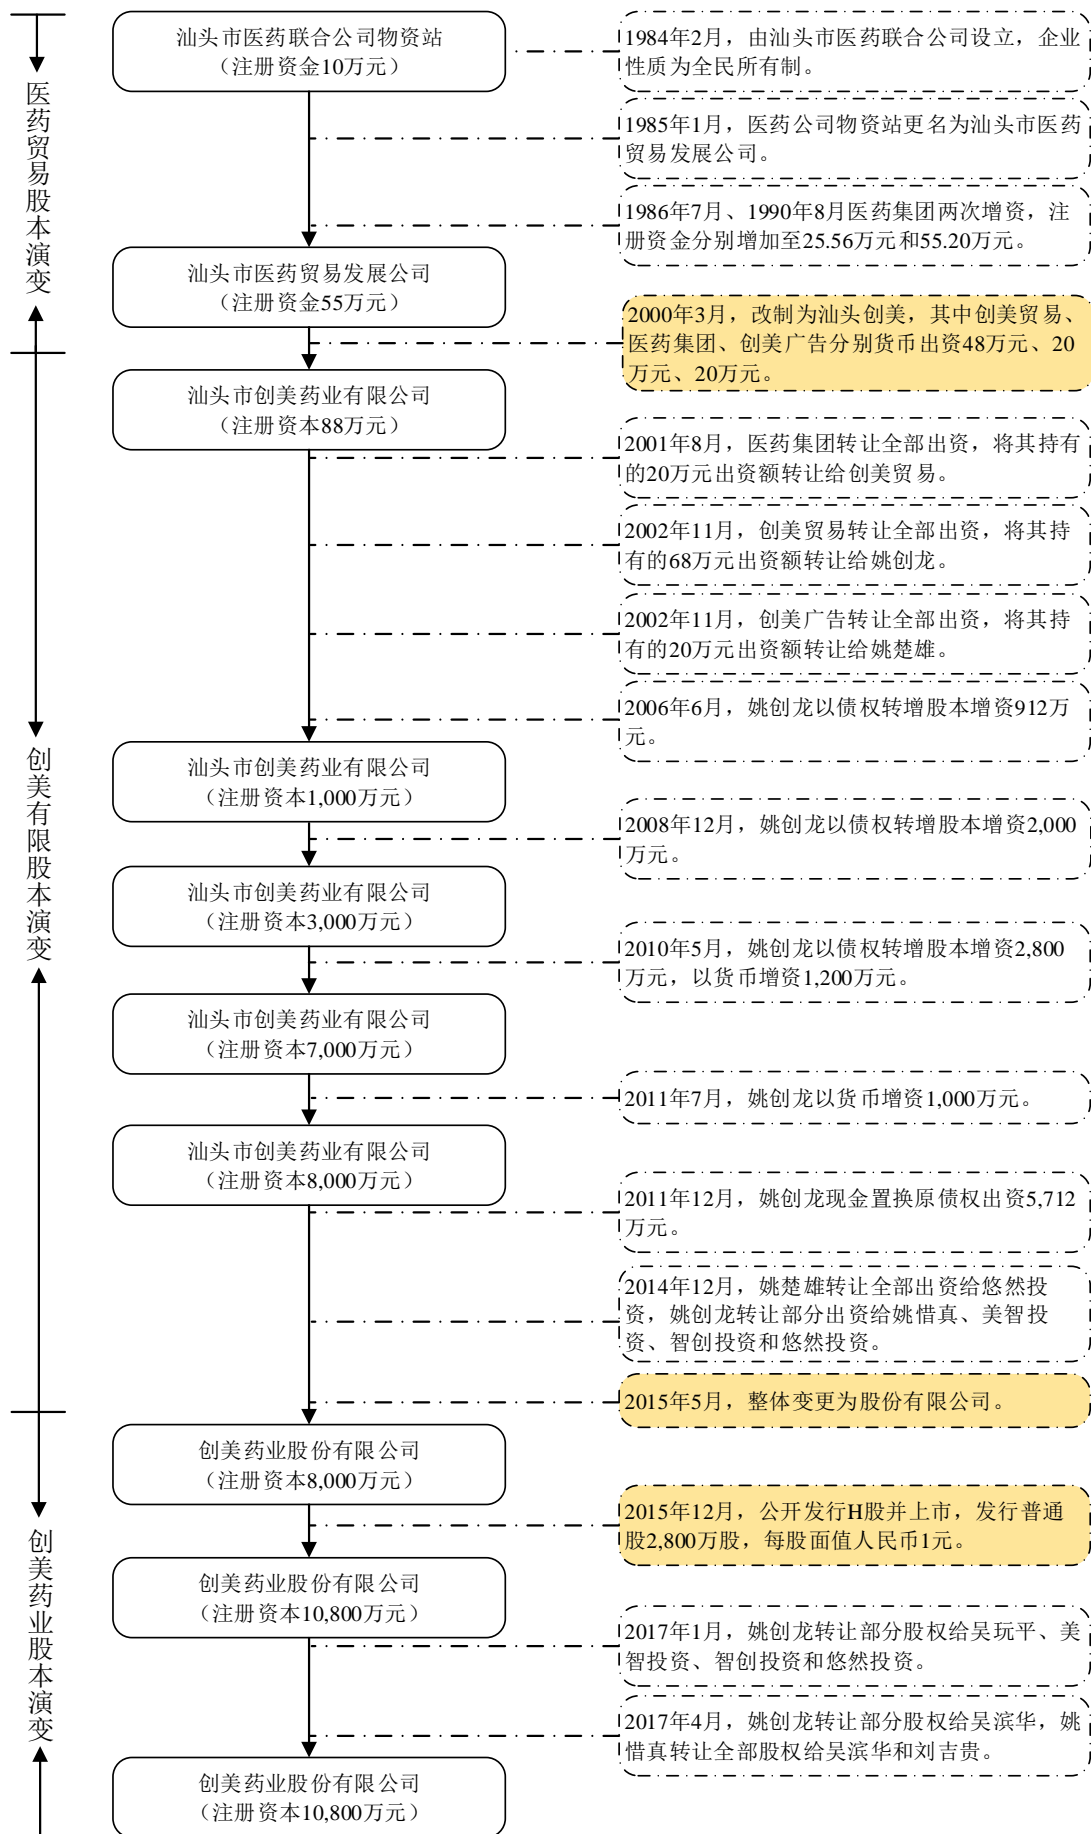 汕头市医药联合公司物资站
（注册资金10万元）
1984年2月，由汕头市医药联合公司设立，企业
性质为全民所有制。
1985年1月，医药公司物资站更名为汕头市医药
贸易发展公司。
医药贸易股本演变
1986年7月、1990年8月医药集团两次增资，注
册资金分别增加至25.56万元和55.20万元。
汕头市医药贸易发展公司
（注册资金55万元）
2000年3月，改制为汕头创美，其中创美贸易、
医药集团、创美广告分别货币出资48万元、20
万元、20万元。
汕头市创美药业有限公司
（注册资本88万元）
2001年8月，医药集团转让全部出资，将其持有
的20万元出资额转让给创美贸易。
2002年11月，创美贸易转让全部出资，将其持
有的68万元出资额转让给姚创龙。
2002年11月，创美广告转让全部出资，将其持
有的20万元出资额转让给姚楚雄。
2006年6月，姚创龙以债权转增股本增资912万
元。
汕头市创美药业有限公司
（注册资本1,000万元）
创美有限股本演变
2008年12月，姚创龙以债权转增股本增资2,000
万元。
汕头市创美药业有限公司
（注册资本3,000万元）
2010年5月，姚创龙以债权转增股本增资2,800
万元，以货币增资1,200万元。
汕头市创美药业有限公司
（注册资本7,000万元）
2011年7月，姚创龙以货币增资1,000万元。
汕头市创美药业有限公司
（注册资本8,000万元）
2011年12月，姚创龙现金置换原债权出资5,712
万元。
2014年12月，姚楚雄转让全部出资给悠然投
资，姚创龙转让部分出资给姚惜真、美智投
资、智创投资和悠然投资。
2015年5月，整体变更为股份有限公司。
创美药业股份有限公司
（注册资本8,000万元）
2015年12月，公开发行H股并上市，发行普通
股2,800万股，每股面值人民币1元。
创美药业股本演变
创美药业股份有限公司
（注册资本10,800万元）
2017年1月，姚创龙转让部分股权给吴玩平、美
智投资、智创投资和悠然投资。
2017年4月，姚创龙转让部分股权给吴滨华，姚
惜真转让全部股权给吴滨华和刘吉贵。
创美药业股份有限公司
（注册资本10,800万元）